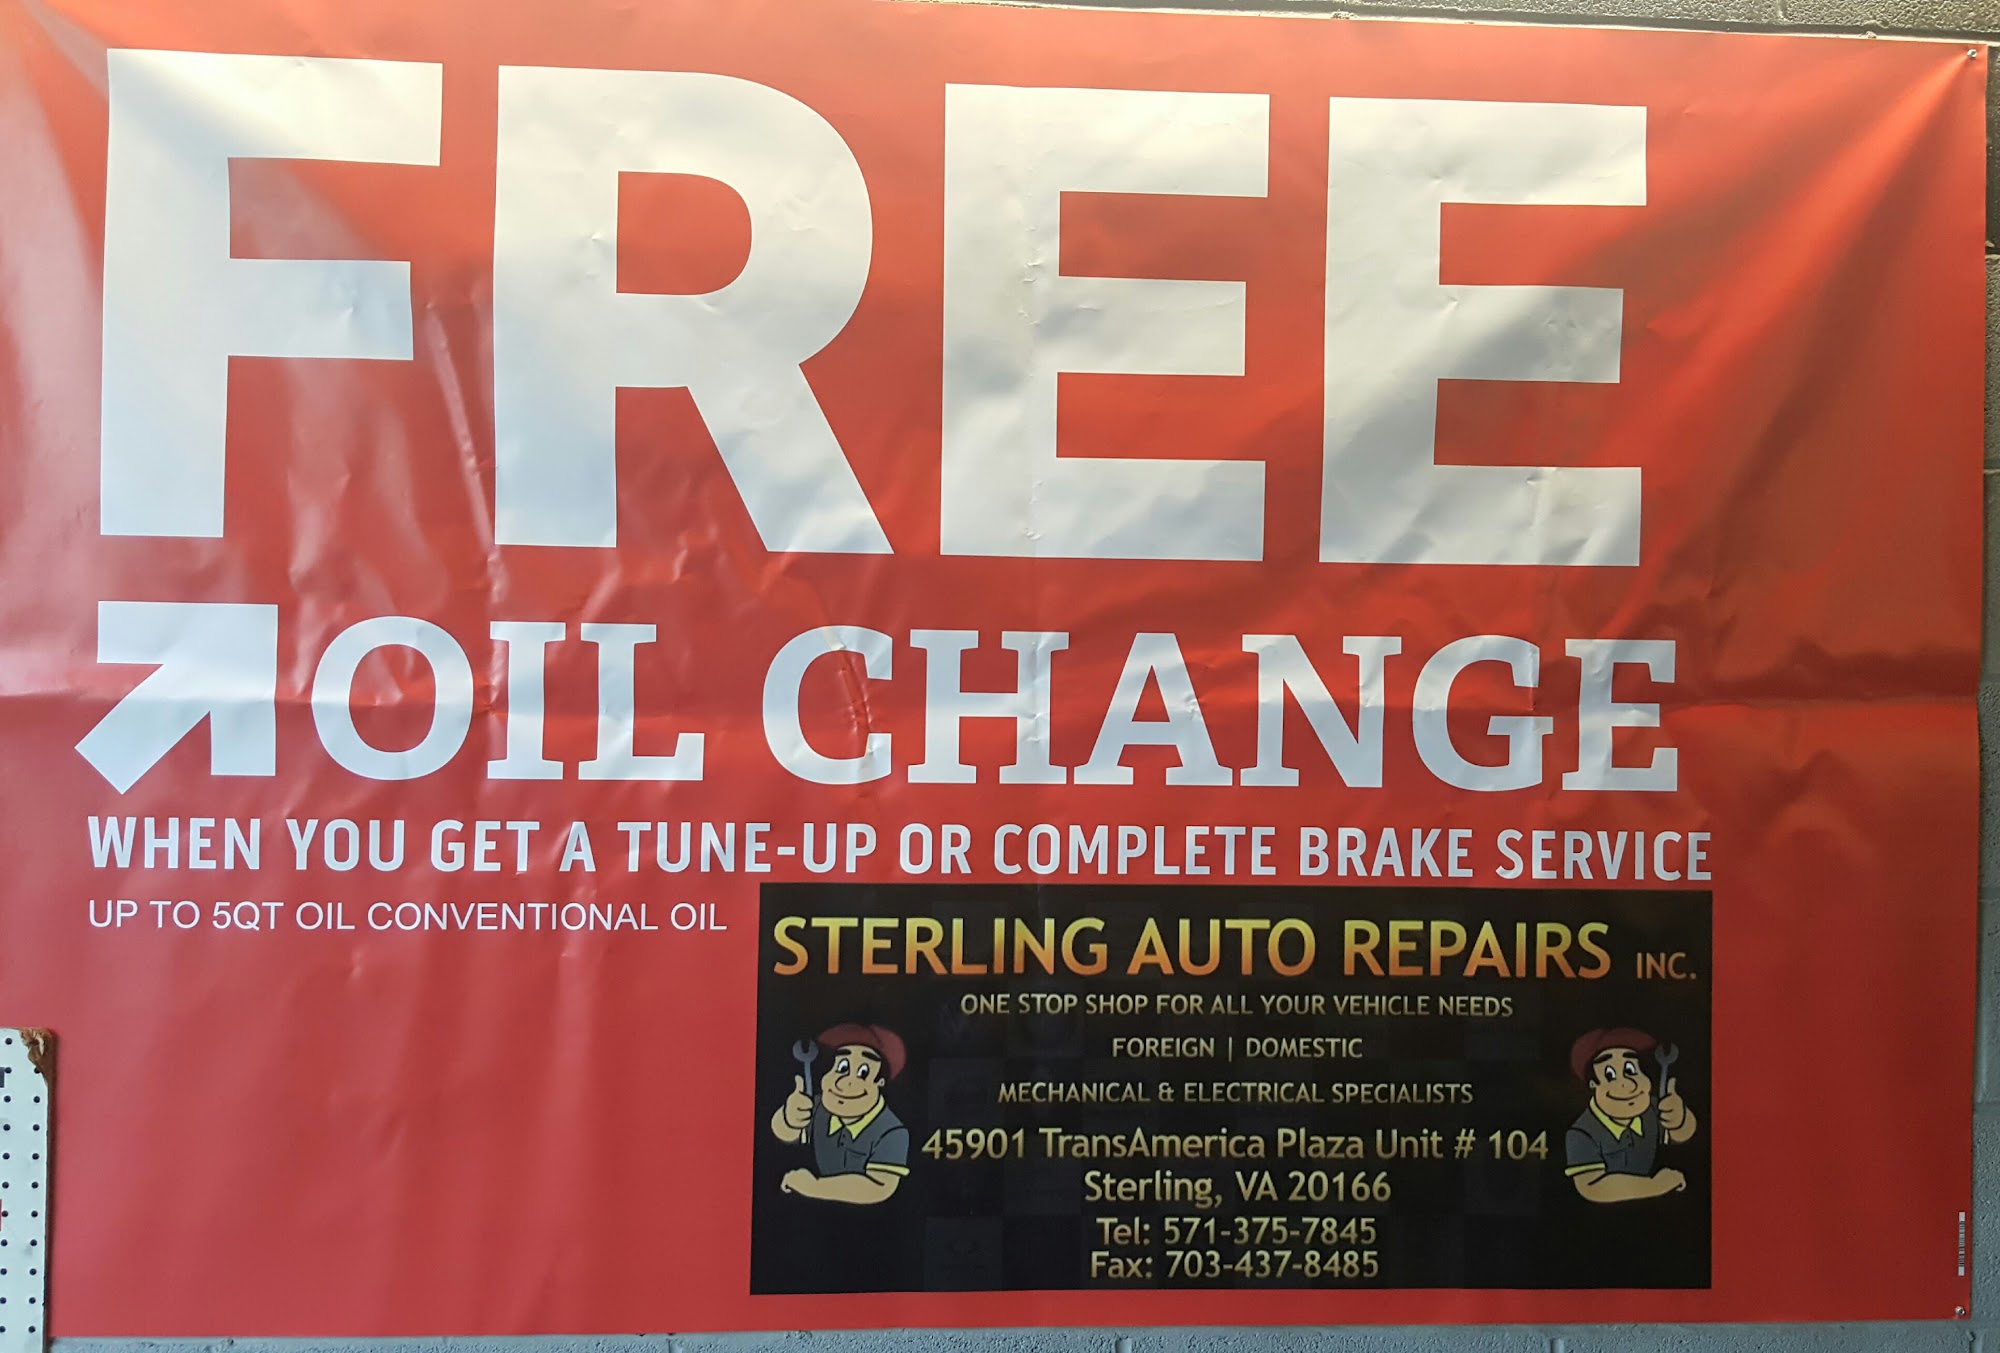 FREE
OIL CHANGE
WHEN YOU GET A TUNE-UP OR COMPLETE BRAKE SERVICE
UP TO 5QT OIL CONVENTIONAL OIL
STERLING AUTO REPAIRS INC.
ONE STOP SHOP FOR ALL YOUR VEHICLE NEEDS
FOREIGN | DOMESTIC
MECHANICAL & ELECTRICAL SPECIALISTS
45901 TransAmerica Plaza Unit # 104
Sterling, VA 20166
Tel: 571-375-7845
Fax: 703-437-8485